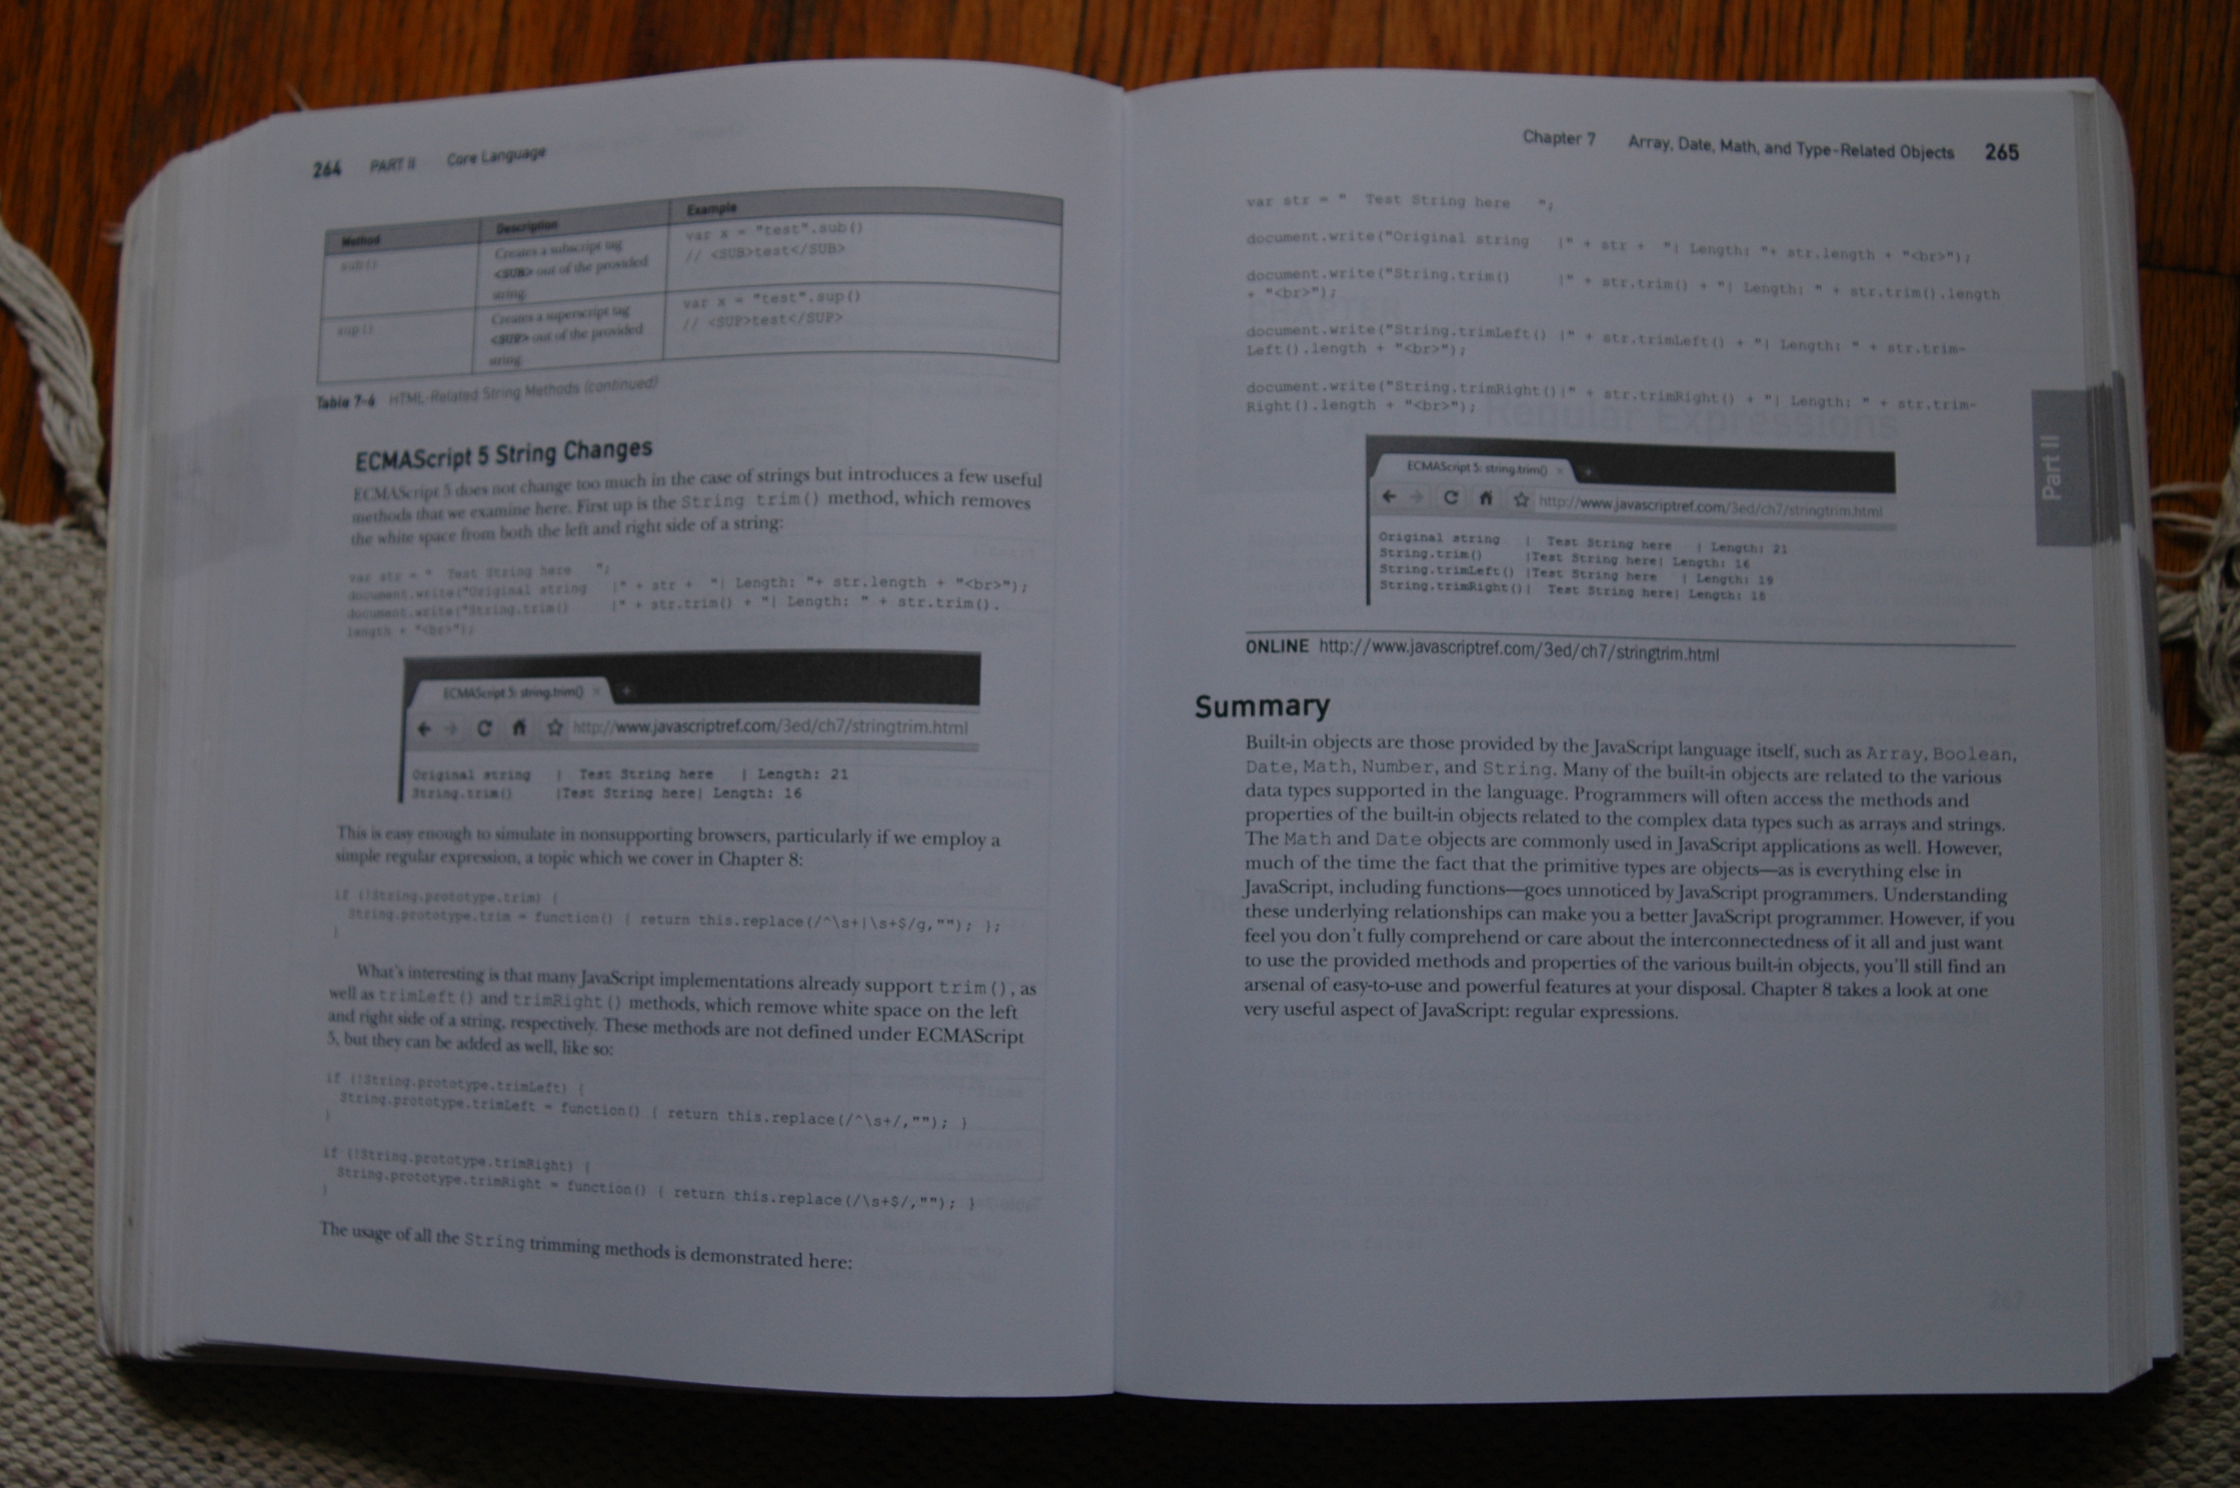 264 PART II Core Language
Method Description Example
sub() Creates a subscript tag var x = "test".sub()
<SUB> out of the provided // <SUB>test</SUB>
string
sup() Creates a superscript tag var x = "test".sup()
<SUP> out of the provided // <SUP>test</SUP>
string
Table 7-6 HTML-Related String Methods (continued)
ECMAScript 5 String Changes
ECMAScript 5 does not change too much in the case of strings but introduces a few useful
methods that we examine here. First up is the String trim() method, which removes
the white space from both the left and right side of a string:
var str = " Test String here ";
document.write("Original string |" + str + "| Length: "+ str.length + "<br>");
document.write("String.trim() |" + str.trim() + "| Length: " + str.trim().
length + "<br>");
ECMAScript 5: string.trim()
http://www.javascriptref.com/3ed/ch7/stringtrim.html
Original string | Test String here | Length: 21
String.trim() |Test String here| Length: 16
This is easy enough to simulate in nonsupporting browsers, particularly if we employ a
simple regular expression, a topic which we cover in Chapter 8:
if (!String.prototype.trim) {
String.prototype.trim = function() { return this.replace(/^\s+|\s+$/g,""); };
}
What's interesting is that many JavaScript implementations already support trim(), as
well as trimLeft() and trimRight() methods, which remove white space on the left
and right side of a string, respectively. These methods are not defined under ECMAScript
5, but they can be added as well, like so:
if (!String.prototype.trimLeft) {
String.prototype.trimLeft = function() { return this.replace(/^\s+/,""); }
}
if (!String.prototype.trimRight) {
String.prototype.trimRight = function() { return this.replace(/\s+$/,""); }
}
The usage of all the String trimming methods is demonstrated here:
Chapter 7 Array, Date, Math, and Type-Related Objects 265
var str = " Test String here ";
document.write("Original string |" + str + "| Length: "+ str.length + "<br>");
document.write("String.trim() |" + str.trim() + "| Length: " + str.trim().length
+ "<br>");
document.write("String.trimLeft() |" + str.trimLeft() + "| Length: " + str.trim-
Left().length + "<br>");
document.write("String.trimRight()|" + str.trimRight() + "| Length: " + str.trim-
Right().length + "<br>");
Part II
ECMAScript 5: string.trim()
http://www.javascriptref.com/3ed/ch7/stringtrim.html
Original string | Test String here | Length: 21
String.trim() |Test String here| Length: 16
String.trimLeft() |Test String here | Length: 19
String.trimRight()| Test String here| Length: 18
ONLINE http://www.javascriptref.com/3ed/ch7/stringtrim.html
Summary
Built-in objects are those provided by the JavaScript language itself, such as Array, Boolean,
Date, Math, Number, and String. Many of the built-in objects are related to the various
data types supported in the language. Programmers will often access the methods and
properties of the built-in objects related to the complex data types such as arrays and strings.
The Math and Date objects are commonly used in JavaScript applications as well. However,
much of the time the fact that the primitive types are objects—as is everything else in
JavaScript, including functions—goes unnoticed by JavaScript programmers. Understanding
these underlying relationships can make you a better JavaScript programmer. However, if you
feel you don't fully comprehend or care about the interconnectedness of it all and just want
to use the provided methods and properties of the various built-in objects, you'll still find an
arsenal of easy-to-use and powerful features at your disposal. Chapter 8 takes a look at one
very useful aspect of JavaScript: regular expressions.